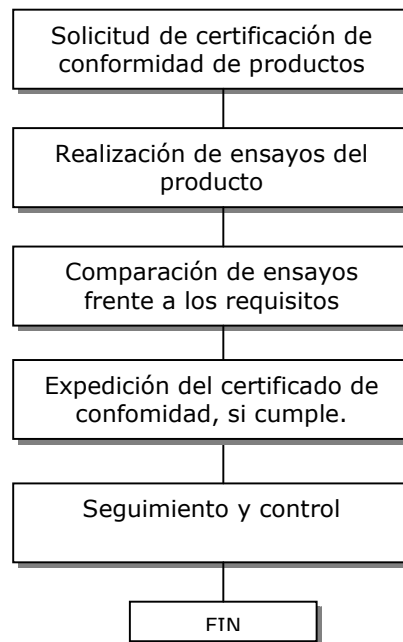 Solicitud de certificación de
conformidad de productos
Realización de ensayos del
producto
Comparación de ensayos
frente a los requisitos
Expedición del certificado de
confomidad, si cumple.
Seguimiento y control
FIN